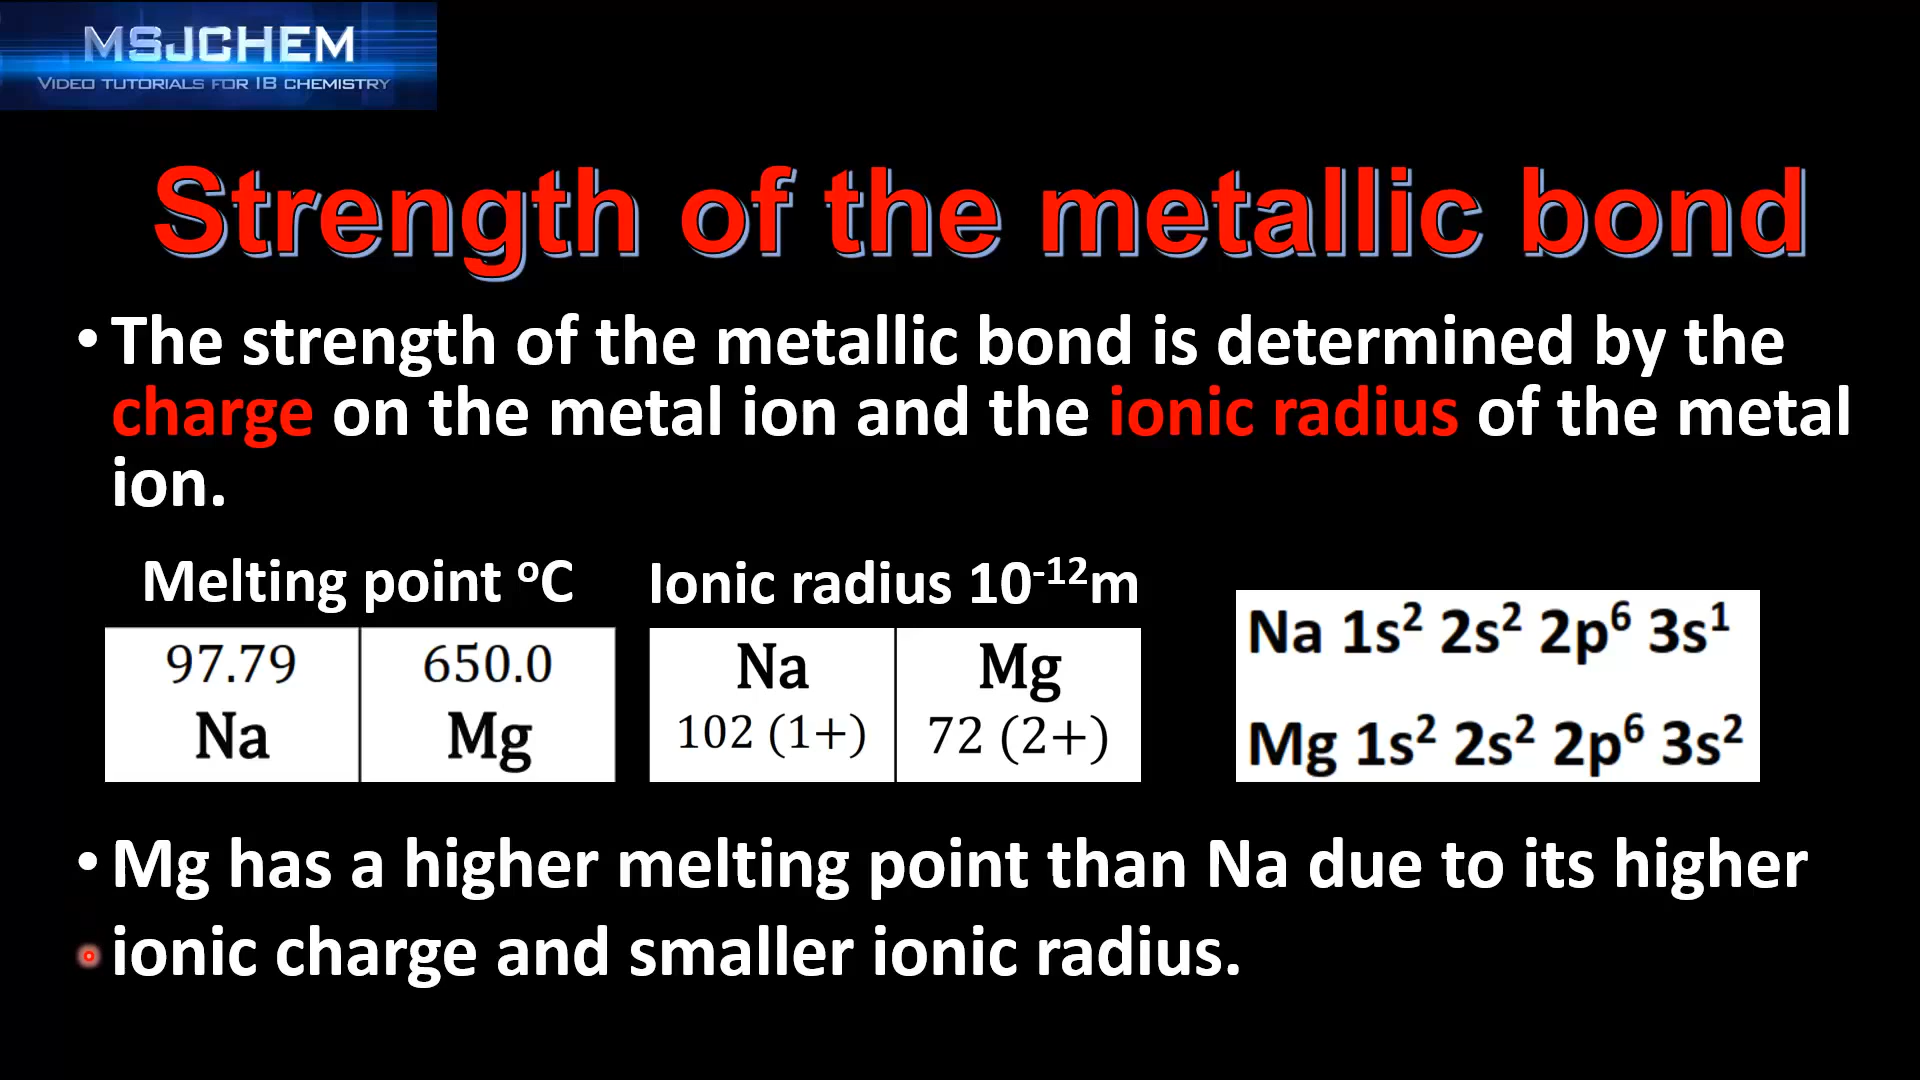 MSJCHEM
VIDEO TUTORIALS FOR IB CHEMISTRY
Strength of the metallic bond
• The strength of the metallic bond is determined by the
charge on the metal ion and the ionic radius of the metal
ion.
Melting point ºC
97.79 650.0
Na Mg
Ionic radius 10⁻¹²m
Na Mg
102 (1+) 72 (2+)
Na 1s² 2s² 2p⁶ 3s¹
Mg 1s² 2s² 2p⁶ 3s²
• Mg has a higher melting point than Na due to its higher
ionic charge and smaller ionic radius.